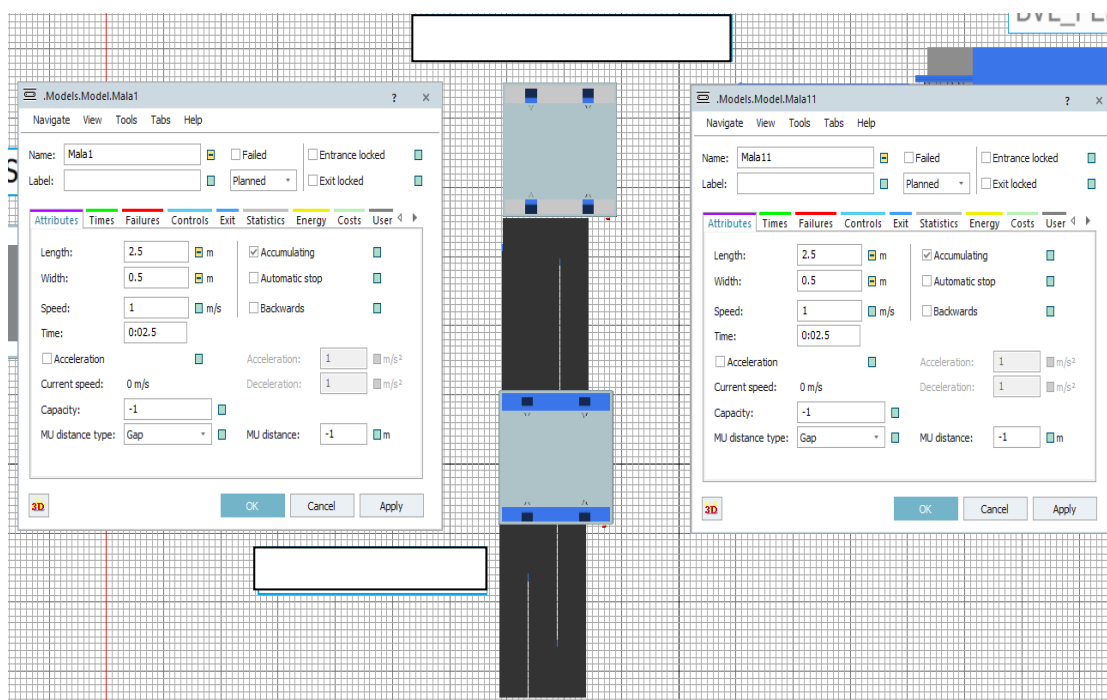 .Models.Model.Mala1 ? ×
Navigate View Tools Tabs Help
Name: Mala1 Failed Entrance locked
Label: Planned Exit locked
Attributes Times Failures Controls Exit Statistics Energy Costs User
Length: 2.5 m Accumulating
Width: 0.5 m Automatic stop
Speed: 1 m/s Backwards
Time: 0:02.5
Acceleration Acceleration: 1 m/s²
Current speed: 0 m/s Deceleration: 1 m/s²
Capacity: -1
MU distance type: Gap MU distance: -1 m
3D OK Cancel Apply
.Models.Model.Mala11 ? ×
Navigate View Tools Tabs Help
Name: Mala11 Failed Entrance locked
Label: Planned Exit locked
Attributes Times Failures Controls Exit Statistics Energy Costs User
Length: 2.5 m Accumulating
Width: 0.5 m Automatic stop
Speed: 1 m/s Backwards
Time: 0:02.5
Acceleration Acceleration: 1 m/s²
Current speed: 0 m/s Deceleration: 1 m/s²
Capacity: -1
MU distance type: Gap MU distance: -1 m
3D OK Cancel Apply